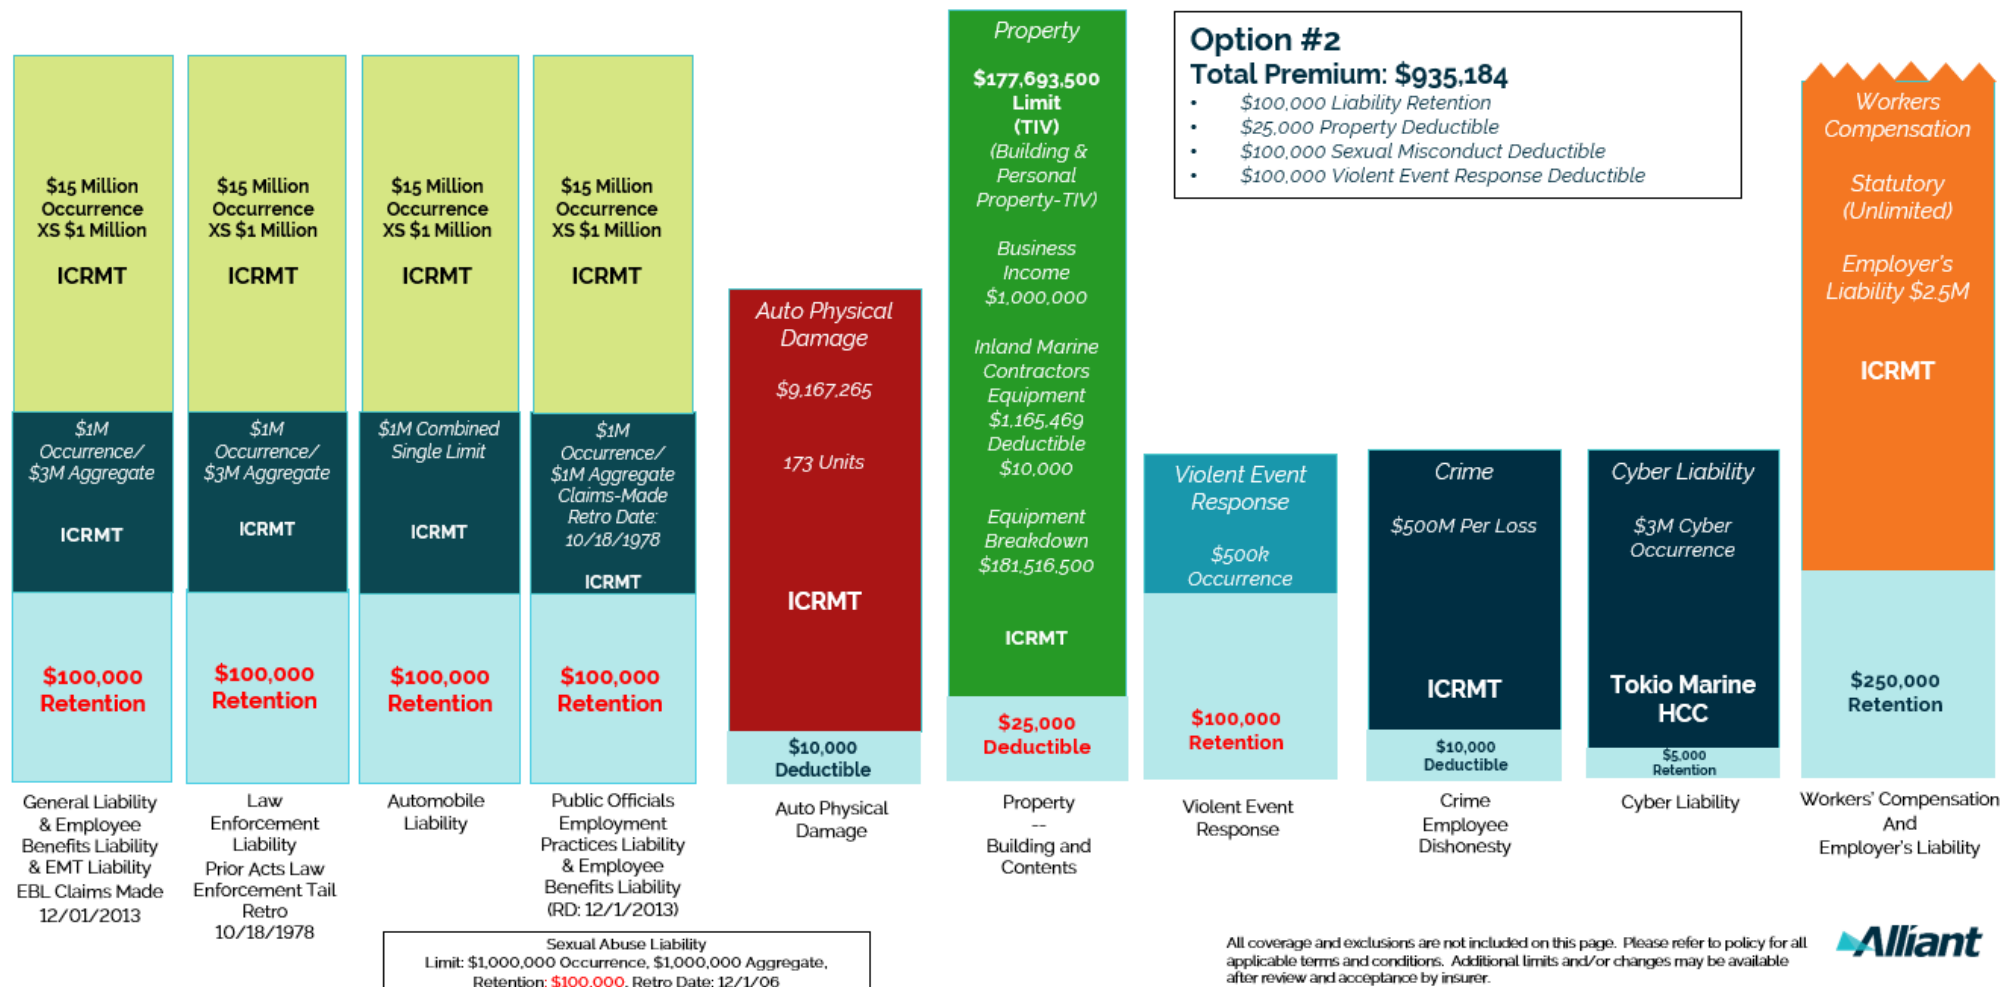 $15 Million
Occurrence
XS $1 Million
ICRMT
$1M
Occurrence/
$3M Aggregate
ICRMT
$100,000
Retention
General Liability
& Employee
Benefits Liability
& EMT Liability
EBL Claims Made
12/01/2013
$15 Million
Occurrence
XS $1 Million
ICRMT
$1M
Occurrence/
$3M Aggregate
ICRMT
$100,000
Retention
Law
Enforcement
Liability
Prior Acts Law
Enforcement Tail
Retro
10/18/1978
$15 Million
Occurrence
XS $1 Million
ICRMT
$1M Combined
Single Limit
ICRMT
$100,000
Retention
Automobile
Liability
$15 Million
Occurrence
XS $1 Million
ICRMT
$1M
Occurrence/
$1M Aggregate
Claims-Made
Retro Date:
10/18/1978
ICRMT
$100,000
Retention
Public Officials
Employment
Practices Liability
& Employee
Benefits Liability
(RD: 12/1/2013)
Sexual Abuse Liability
Limit: $1,000,000 Occurrence, $1,000,000 Aggregate,
Retention: $100,000, Retro Date: 12/1/06
Auto Physical
Damage
$9,167,265
173 Units
ICRMT
$10,000
Deductible
Auto Physical
Damage
Property
$177,693,500
Limit
(TIV)
(Building &
Personal
Property-TIV)
Business
Income
$1,000,000
Inland Marine
Contractors
Equipment
$1,165,469
Deductible
$10,000
Equipment
Breakdown
$181,516,500
ICRMT
$25,000
Deductible
Property
--
Building and
Contents
Option #2
Total Premium: $935,184
• $100,000 Liability Retention
• $25,000 Property Deductible
• $100,000 Sexual Misconduct Deductible
• $100,000 Violent Event Response Deductible
Violent Event
Response
$500k
Occurrence
$100,000
Retention
Violent Event
Response
Crime
$500M Per Loss
ICRMT
$10,000
Deductible
Crime
Employee
Dishonesty
Cyber Liability
$3M Cyber
Occurrence
Tokio Marine
HCC
$5,000
Retention
Cyber Liability
Workers
Compensation
Statutory
(Unlimited)
Employer's
Liability $2.5M
ICRMT
$250,000
Retention
Workers' Compensation
And
Employer's Liability
All coverage and exclusions are not included on this page. Please refer to policy for all
applicable terms and conditions. Additional limits and/or changes may be available
after review and acceptance by insurer.
Alliant